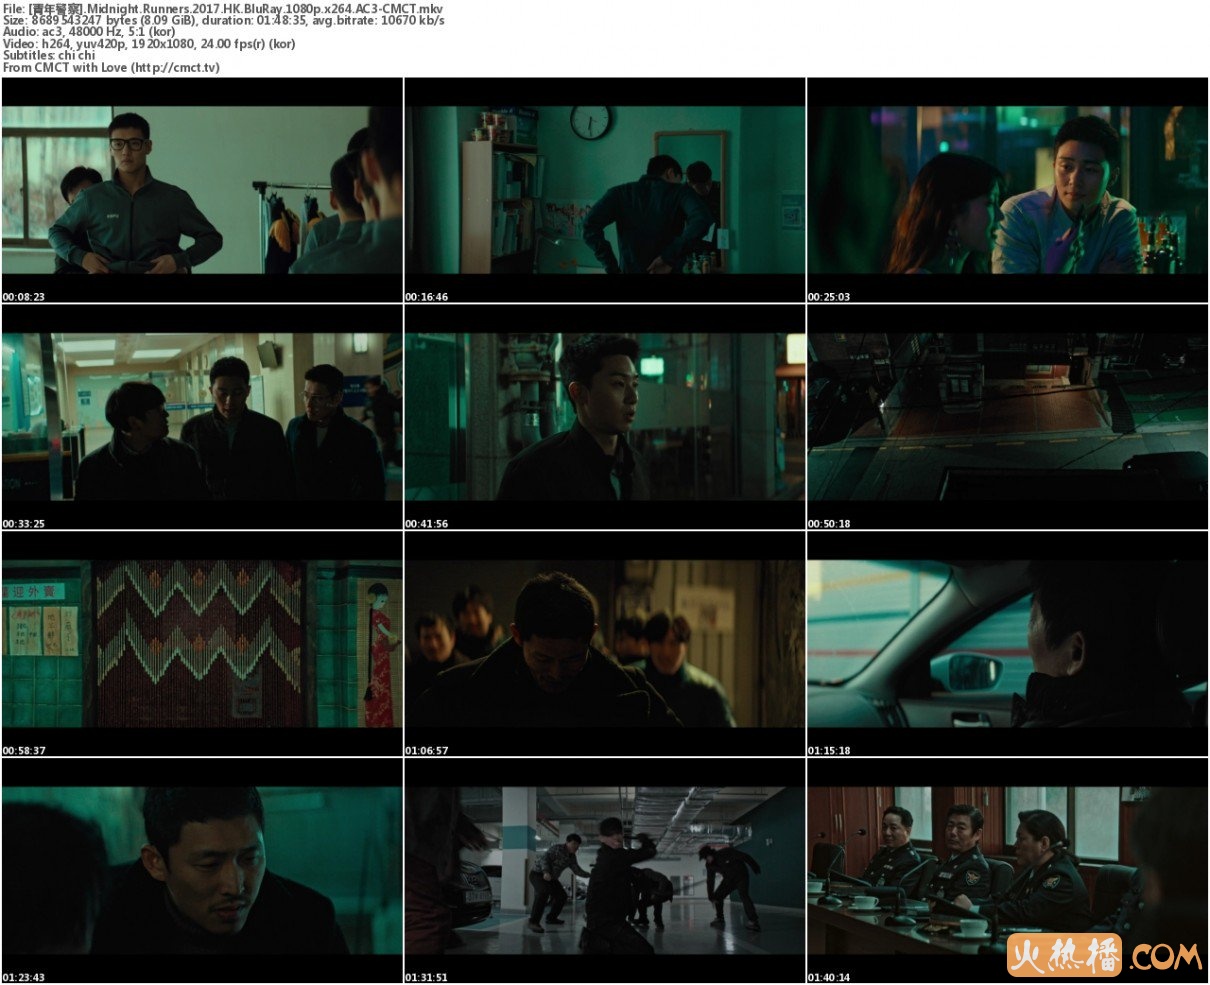 File: [青年警察].Midnight.Runners.2017.HK.BluRay.1080p.x264.AC3-CMCT.mkv
Size: 8689543247 bytes (8.09 GiB), duration: 01:48:35, avg.bitrate: 10670 kb/s
Audio: ac3, 48000 Hz, 5:1 (kor)
Video: h264, yuv420p, 1920x1080, 24.00 fps(r) (kor)
Subtitles: chi chi
From CMCT with Love (http://cmct.tv)
00:08:23
00:16:46
00:25:03
00:33:25
00:41:56
00:50:18
迎外賣
00:58:37
01:06:57
01:15:18
01:23:43
01:31:51
01:40:14
火热播.COM